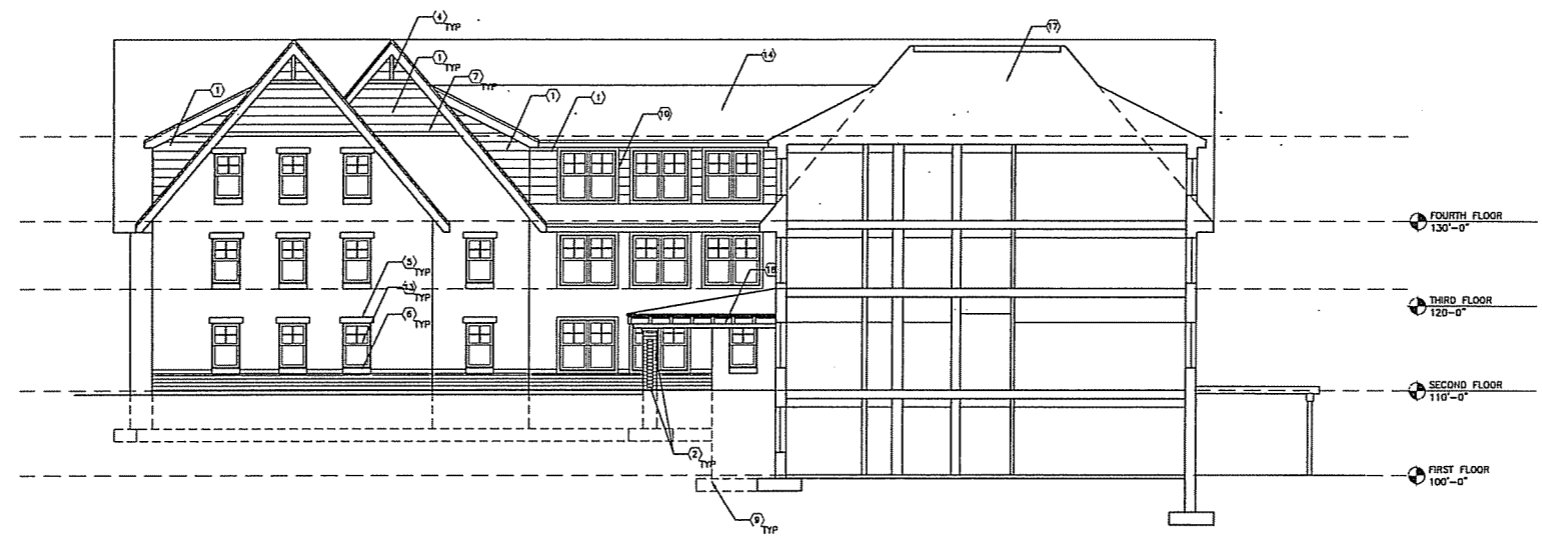 4
TYP
17
1
TYP
14
7
TYP
1
1
1
10
FOURTH FLOOR
130'-0"
5
TYP
13
TYP
6
TYP
THIRD FLOOR
120'-0"
SECOND FLOOR
110'-0"
2
TYP
FIRST FLOOR
100'-0"
9
TYP